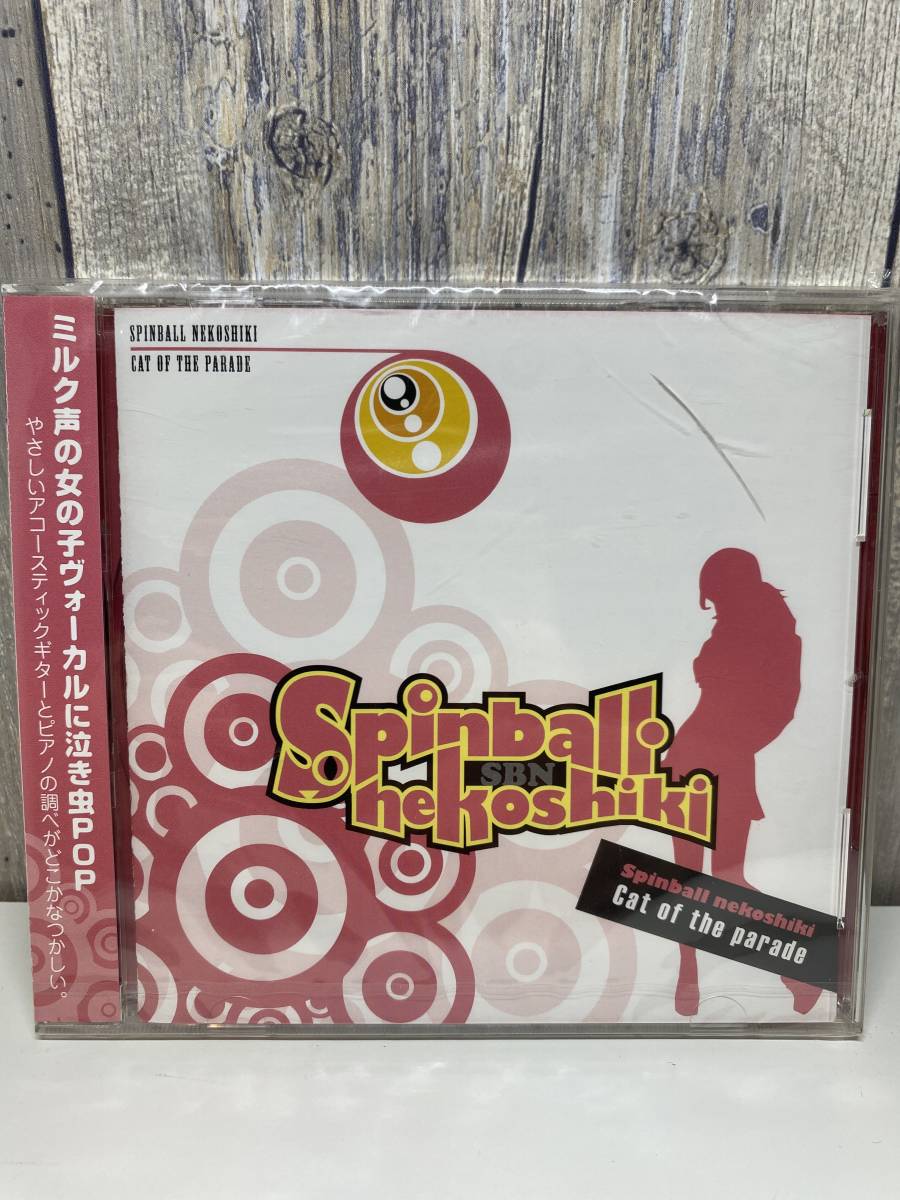 ミルク声の女の子ヴォーカルに泣き虫POP
やさしいアコースティックギターとピアノの調べがどこかなつかしい。
SPINBALL NEKOSHIKI
CAT OF THE PARADE
Spinball
SBN
nekoshiki
Spinball nekoshiki
Cat of the parade